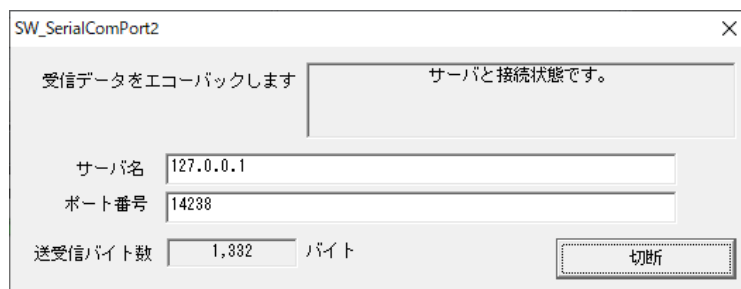 SW_SerialComPort2
受信データをエコーバックします
サーバと接続状態です。
サーバ名 127.0.0.1
ポート番号 14238
送受信バイト数 1,332 バイト
切断